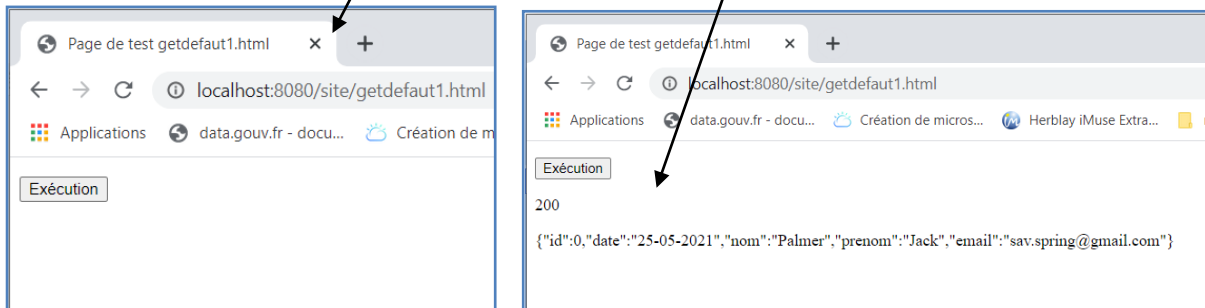 Page de test getdefaut1.html
localhost:8080/site/getdefaut1.html
Applications data.gouv.fr - docu... Création de m
Exécution
Page de test getdefaut1.html
localhost:8080/site/getdefaut1.html
Applications data.gouv.fr - docu... Création de micros... Herblay iMuse Extra...
Exécution
200
{"id":0,"date":"25-05-2021","nom":"Palmer","prenom":"Jack","email":"sav.spring@gmail.com"}